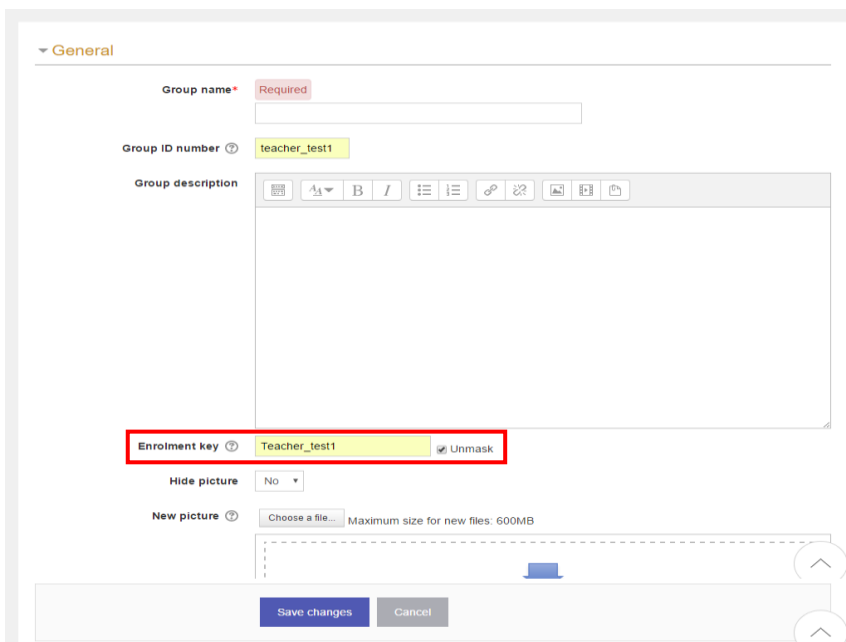 General
Group name* Required
Group ID number ? teacher_test1
Group description
A͟A B I
Enrolment key ? Teacher_test1 Unmask
Hide picture No
New picture ? Choose a file... Maximum size for new files: 600MB
Save changes Cancel